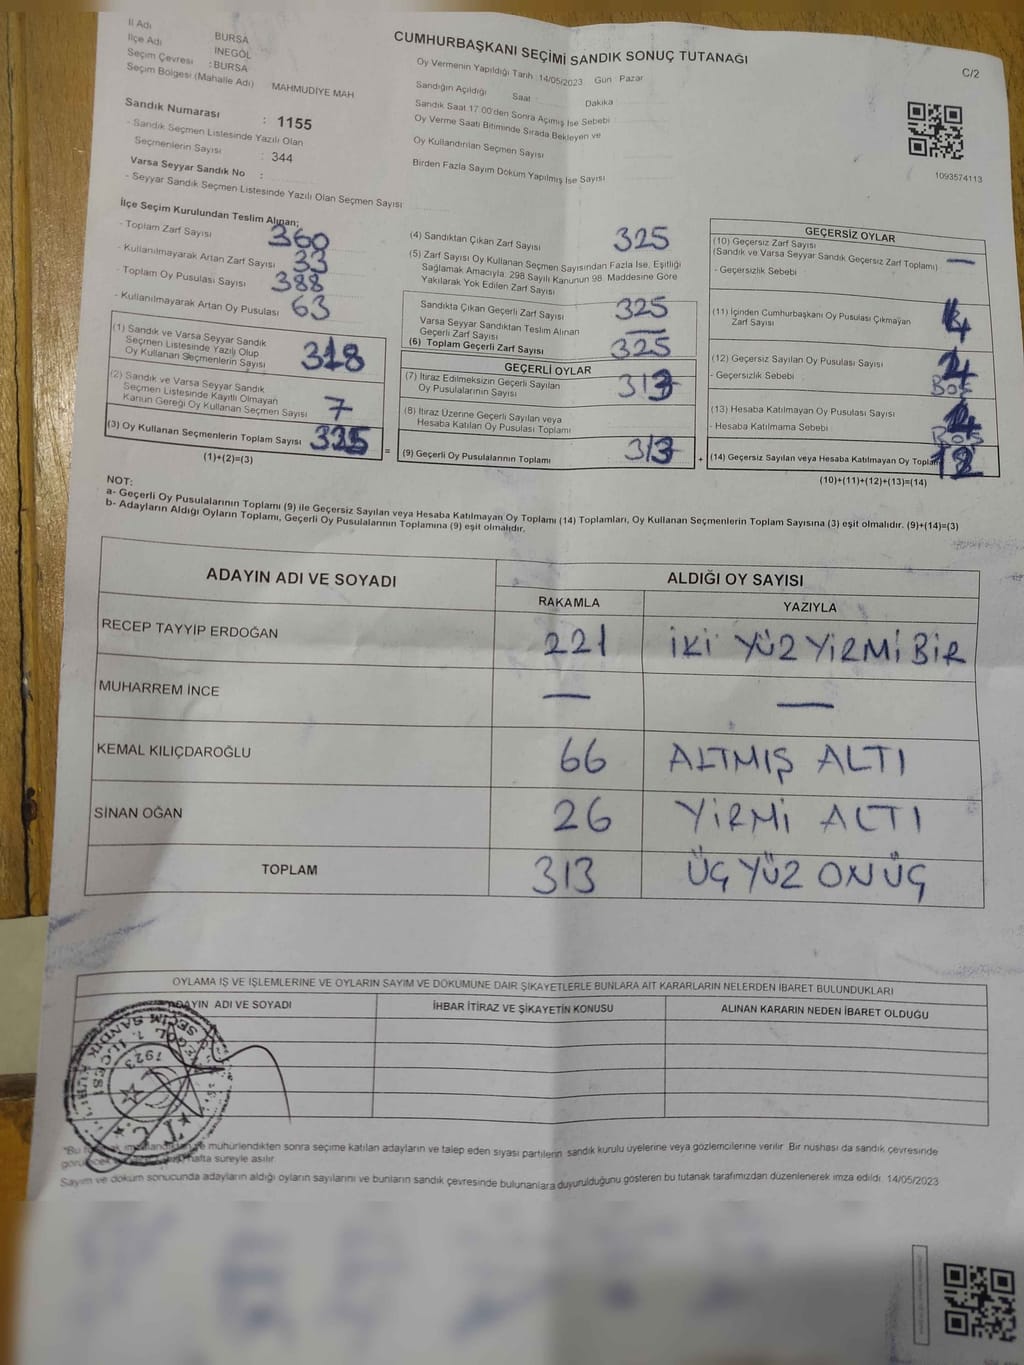 İl Adı
BURSA
İlçe Adı
İNEGÖL
Seçim Çevresi : BURSA
Seçim Bölgesi (Mahalle Adı) MAHMUDİYE MAH
CUMHURBAŞKANI SEÇİMİ SANDIK SONUÇ TUTANAĞI
C/2
Oy Vermenin Yapıldığı Tarih 14/05/2023 Gün Pazar
Sandığın Açıldığı Saat Dakika
Sandık Saat 17:00'den Sonra Açımış İse Sebebi
Oy Verme Saati Bitiminde Sırada Bekleyen ve
Oy Kullandırılan Seçmen Sayısı
Birden Fazla Sayım Döküm Yapılmış İse Sayısı
1093574113
Sandık Numarası : 1155
- Sandık Seçmen Listesinde Yazılı Olan
Seçmenlerin Sayısı : 344
Varsa Seyyar Sandık No :
- Seyyar Sandık Seçmen Listesinde Yazılı Olan Seçmen Sayısı
İlçe Seçim Kurulundan Teslim Alınan;
- Toplam Zarf Sayısı 360
- Kullanılmayarak Artan Zarf Sayısı 33
- Toplam Oy Pusulası Sayısı 388
- Kullanılmayarak Artan Oy Pusulası 63
(1) Sandık ve Varsa Seyyar Sandık
Seçmen Listesinde Yazılı Olup
Oy Kullanan Seçmenlerin Sayısı 318
(2) Sandık ve Varsa Seyyar Sandık
Seçmen Listesinde Kayıtlı Olmayan
Kanun Gereği Oy Kullanan Seçmen Sayısı 7
(3) Oy Kullanan Seçmenlerin Toplam Sayısı 325
(1)+(2)=(3)
=
(4) Sandıktan Çıkan Zarf Sayısı 325
(5) Zarf Sayısı Oy Kullanan Seçmen Sayısından Fazla İse, Eşitliği
Sağlamak Amacıyla; 298 Sayılı Kanunun 98. Maddesine Göre
Yakılarak Yok Edilen Zarf Sayısı
Sandıkta Çıkan Geçerli Zarf Sayısı 325
Varsa Seyyar Sandıktan Teslim Alınan
Geçerli Zarf Sayısı —
(6) Toplam Geçerli Zarf Sayısı 325
GEÇERLİ OYLAR
(7) İtiraz Edilmeksizin Geçerli Sayılan
Oy Pusulalarının Sayısı 313
(8) İtiraz Üzerine Geçerli Sayılan veya
Hesaba Katılan Oy Pusulası Toplamı
(9) Geçerli Oy Pusulalarının Toplamı 313
+
GEÇERSİZ OYLAR
(10) Geçersiz Zarf Sayısı
(Sandık ve Varsa Seyyar Sandık Geçersiz Zarf Toplamı) —
- Geçersizlik Sebebi
(11) İçinden Cumhurbaşkanı Oy Pusulası Çıkmayan
Zarf Sayısı
(12) Geçersiz Sayılan Oy Pusulası Sayısı
- Geçersizlik Sebebi BOŞ
(13) Hesaba Katılmayan Oy Pusulası Sayısı
- Hesaba Katılmama Sebebi BOŞ
(14) Geçersiz Sayılan veya Hesaba Katılmayan Oy Toplamı 12
(10)+(11)+(12)+(13)=(14)
NOT:
a- Geçerli Oy Pusulalarının Toplamı (9) ile Geçersiz Sayılan veya Hesaba Katılmayan Oy Toplamı (14) Toplamları, Oy Kullanan Seçmenlerin Toplam Sayısına (3) eşit olmalıdır. (9)+(14)=(3)
b- Adayların Aldığı Oyların Toplamı, Geçerli Oy Pusulalarının Toplamına (9) eşit olmalıdır.
ADAYIN ADI VE SOYADI
ALDIĞI OY SAYISI
RAKAMLA YAZIYLA
RECEP TAYYİP ERDOĞAN 221 İKİ YÜZ YİRMİ BİR
MUHARREM İNCE — —
KEMAL KILIÇDAROĞLU 66 ALTMIŞ ALTI
SİNAN OĞAN 26 YİRMİ ALTI
TOPLAM 313 ÜÇ YÜZ ON ÜÇ
OYLAMA İŞ VE İŞLEMLERİNE VE OYLARIN SAYIM VE DÖKÜMÜNE DAİR ŞİKAYETLERLE BUNLARA AİT KARARLARIN NELERDEN İBARET BULUNDUKLARI
ADAYIN ADI VE SOYADI İHBAR İTİRAZ VE ŞİKAYETİN KONUSU ALINAN KARARIN NEDEN İBARET OLDUĞU
T.C.
1923
*Bu mühürlendikten sonra seçime katılan adayların ve talep eden siyasi partilerin sandık kurulu üyelerine veya gözlemcilerine verilir. Bir nüshası da sandık çevresinde
hafta süreyle asılır.
Sayım ve döküm sonucunda adayların aldığı oyların sayılarını ve bunların sandık çevresinde bulunanlara duyurulduğunu gösteren bu tutanak tarafımızdan düzenlenerek imza edildi. 14/05/2023